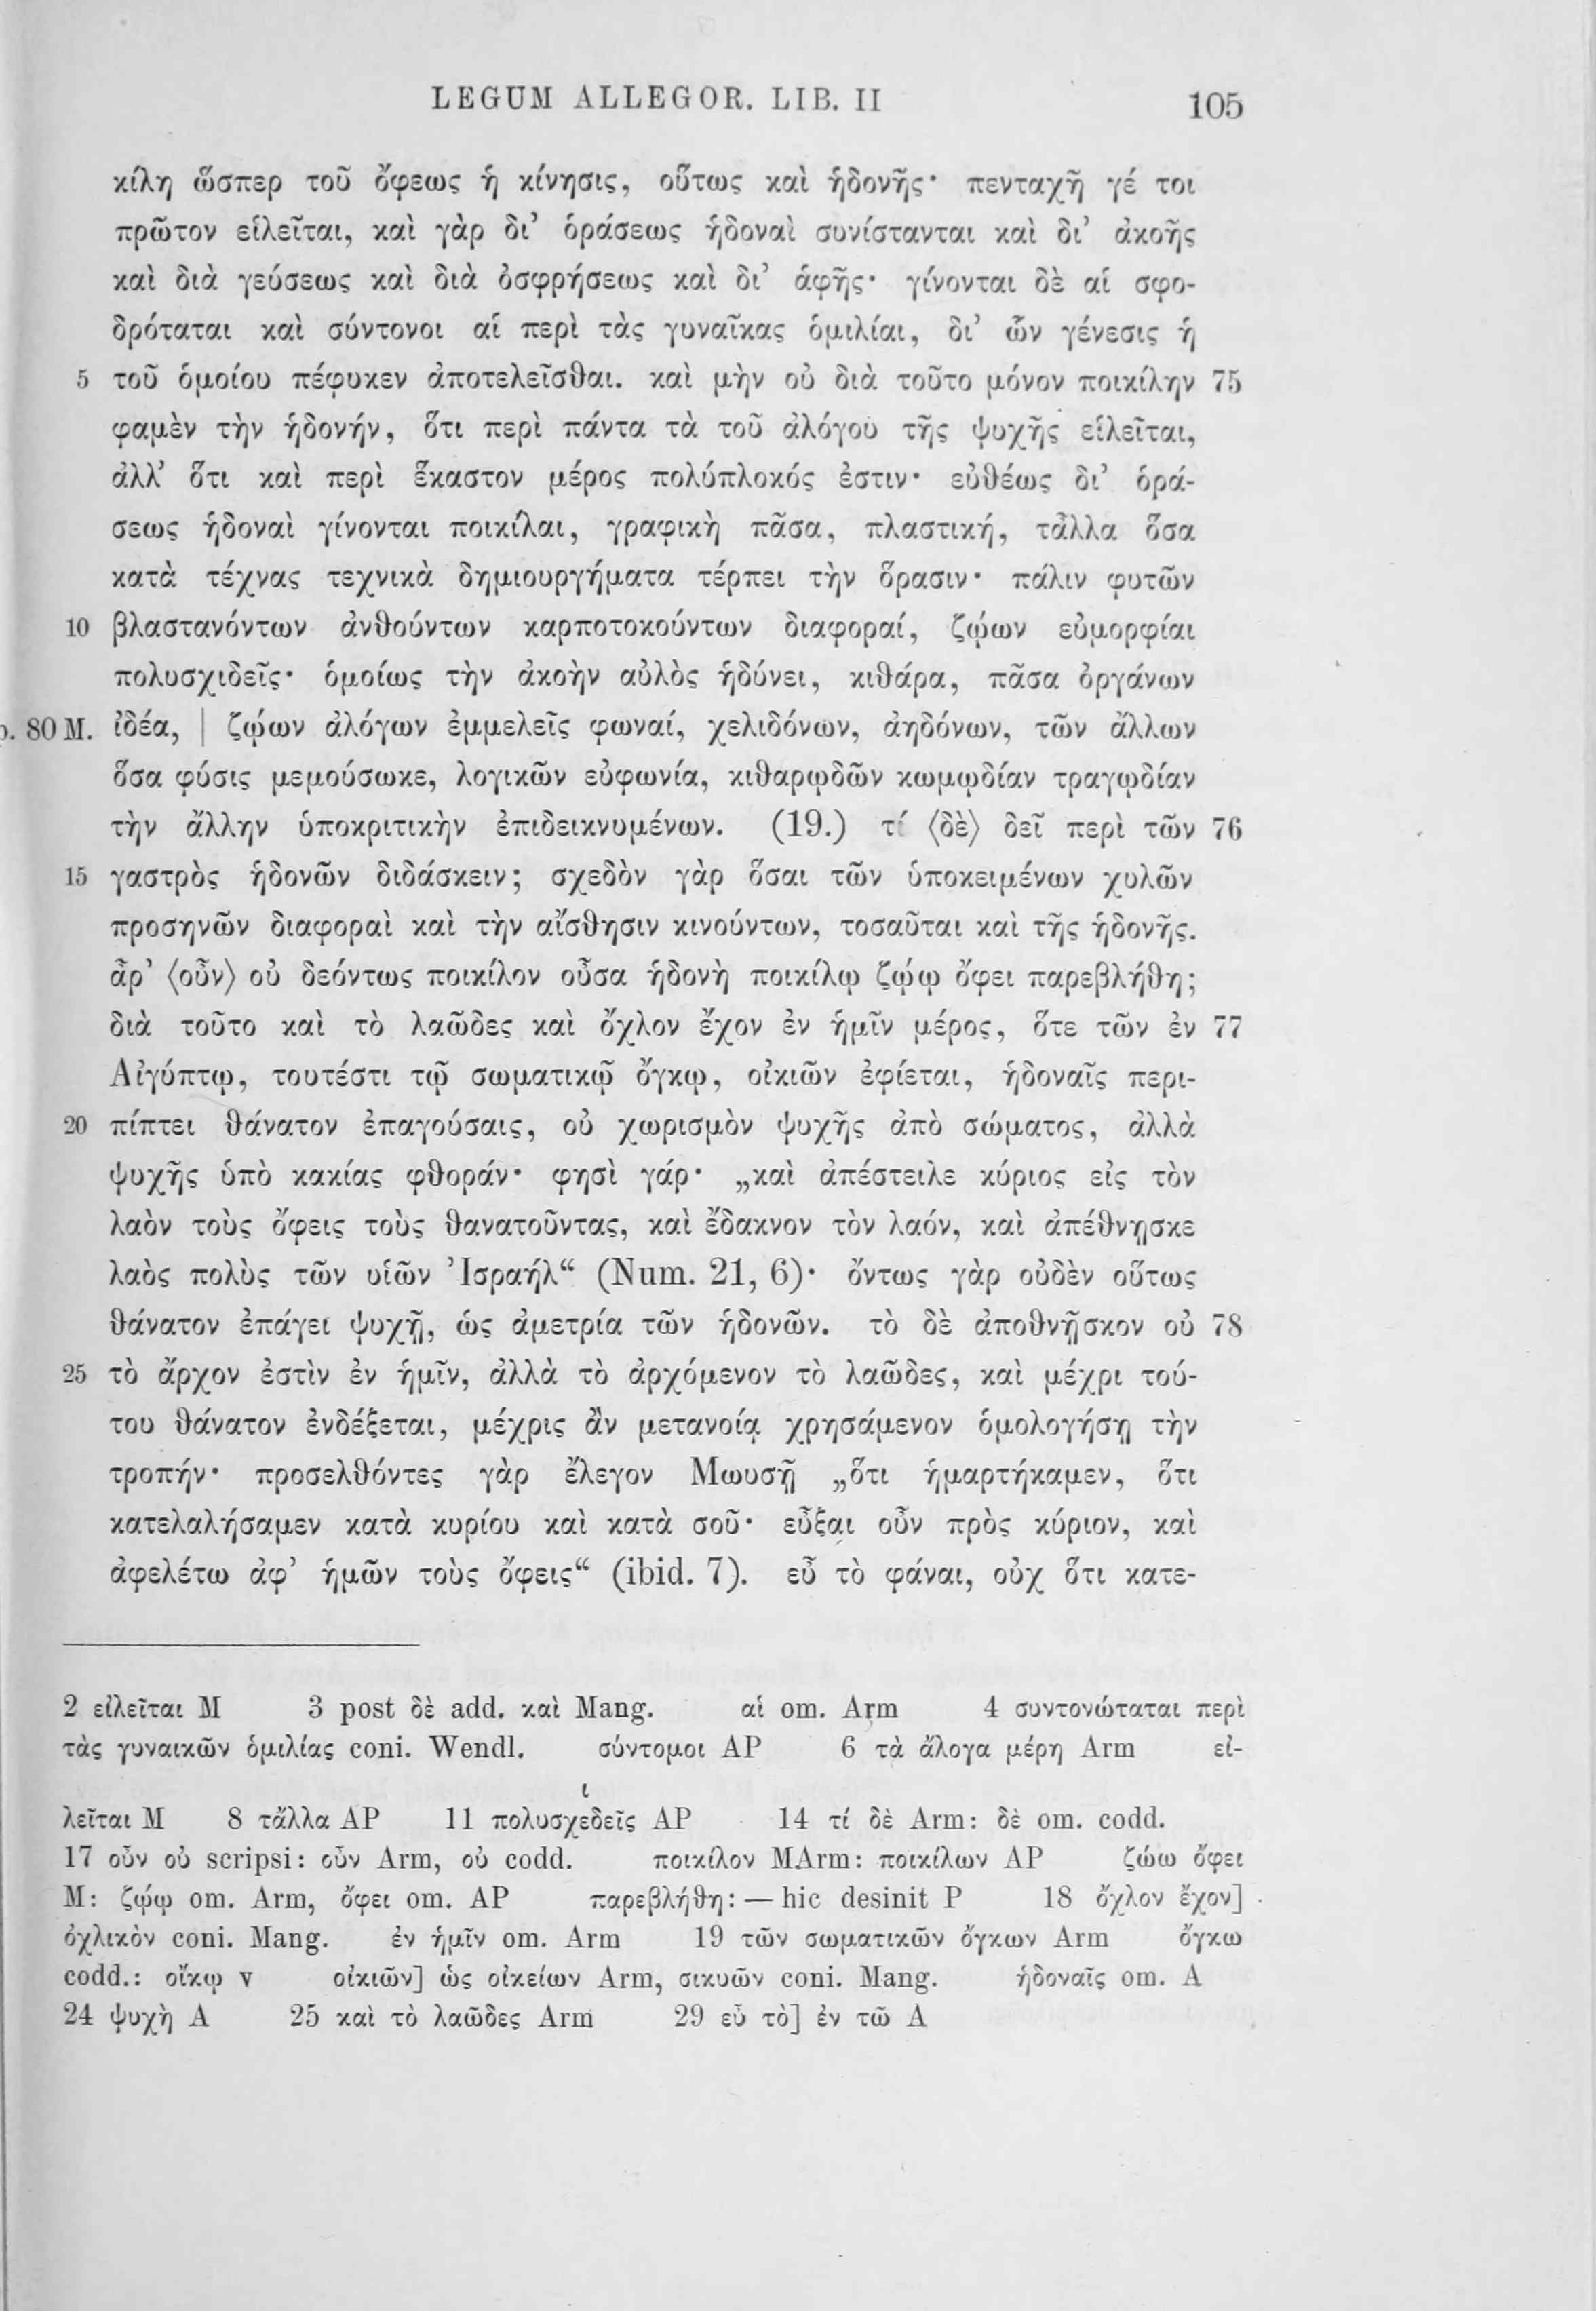 LEGUM ALLEGOR. LIB. II 105
κίλη ὥσπερ τοῦ ὄφεως ἡ κίνησις, οὕτως καὶ ἡδονῆς· πενταχῆ γέ τοι
πρῶτον εἱλεῖται, καὶ γὰρ δι’ ὁράσεως ἡδοναὶ συνίστανται καὶ δι’ ἀκοῆς
καὶ διὰ γεύσεως καὶ διὰ ὀσφρήσεως καὶ δι’ ἁφῆς· γίνονται δὲ αἱ σφο-
δρόταται καὶ σύντονοι αἱ περὶ τὰς γυναῖκας ὁμιλίαι, δι’ ὧν γένεσις ἡ
5 τοῦ ὁμοίου πέφυκεν ἀποτελεῖσθαι. καὶ μὴν οὐ διὰ τοῦτο μόνον ποικίλην 75
φαμὲν τὴν ἡδονήν, ὅτι περὶ πάντα τὰ τοῦ ἀλόγου τῆς ψυχῆς εἱλεῖται,
ἀλλ’ ὅτι καὶ περὶ ἕκαστον μέρος πολύπλοκός ἐστιν· εὐθέως δι’ ὁρά-
σεως ἡδοναὶ γίνονται ποικίλαι, γραφικὴ πᾶσα, πλαστική, τἆλλα ὅσα
κατὰ τέχνας τεχνικὰ δημιουργήματα τέρπει τὴν ὅρασιν· πάλιν φυτῶν
10 βλαστανόντων ἀνθούντων καρποτοκούντων διαφοραί, ζῴων εὐμορφίαι
πολυσχιδεῖς· ὁμοίως τὴν ἀκοὴν αὐλὸς ἡδύνει, κιθάρα, πᾶσα ὀργάνων
p. 80 M. ἰδέα, | ζῴων ἀλόγων ἐμμελεῖς φωναί, χελιδόνων, ἀηδόνων, τῶν ἄλλων
ὅσα φύσις μεμούσωκε, λογικῶν εὐφωνία, κιθαρῳδῶν κωμῳδίαν τραγῳδίαν
τὴν ἄλλην ὑποκριτικὴν ἐπιδεικνυμένων. (19.) τί ⟨δὲ⟩ δεῖ περὶ τῶν 76
15 γαστρὸς ἡδονῶν διδάσκειν; σχεδὸν γὰρ ὅσαι τῶν ὑποκειμένων χυλῶν
προσηνῶν διαφοραὶ καὶ τὴν αἴσθησιν κινούντων, τοσαῦται καὶ τῆς ἡδονῆς.
ἆρ’ ⟨οὖν⟩ οὐ δεόντως ποικίλον οὖσα ἡδονὴ ποικίλῳ ζῴῳ ὄφει παρεβλήθη;
διὰ τοῦτο καὶ τὸ λαῶδες καὶ ὄχλον ἔχον ἐν ἡμῖν μέρος, ὅτε τῶν ἐν 77
Αἰγύπτῳ, τουτέστι τῷ σωματικῷ ὄγκῳ, οἰκιῶν ἐφίεται, ἡδοναῖς περι-
20 πίπτει θάνατον ἐπαγούσαις, οὐ χωρισμὸν ψυχῆς ἀπὸ σώματος, ἀλλὰ
ψυχῆς ὑπὸ κακίας φθοράν· φησὶ γάρ· „καὶ ἀπέστειλε κύριος εἰς τὸν
λαὸν τοὺς ὄφεις τοὺς θανατοῦντας, καὶ ἔδακνον τὸν λαόν, καὶ ἀπέθνῃσκε
λαὸς πολὺς τῶν υἱῶν Ἰσραήλ“ (Num. 21, 6)· ὄντως γὰρ οὐδὲν οὕτως
θάνατον ἐπάγει ψυχῇ, ὡς ἀμετρία τῶν ἡδονῶν. τὸ δὲ ἀποθνῇσκον οὐ 78
25 τὸ ἄρχον ἐστὶν ἐν ἡμῖν, ἀλλὰ τὸ ἀρχόμενον τὸ λαῶδες, καὶ μέχρι τού-
του θάνατον ἐνδέξεται, μέχρις ἂν μετανοίᾳ χρησάμενον ὁμολογήσῃ τὴν
τροπήν· προσελθόντες γὰρ ἔλεγον Μωυσῇ „ὅτι ἡμαρτήκαμεν, ὅτι
κατελαλήσαμεν κατὰ κυρίου καὶ κατὰ σοῦ· εὖξαι οὖν πρὸς κύριον, καὶ
ἀφελέτω ἀφ’ ἡμῶν τοὺς ὄφεις“ (ibid. 7). εὖ τὸ φάναι, οὐχ ὅτι κατε-
2 εἰλεῖται M 3 post δὲ add. καὶ Mang. αἱ om. Arm 4 συντονώταται περὶ
τὰς γυναικῶν ὁμιλίας coni. Wendl. σύντομοι AP 6 τὰ ἄλογα μέρη Arm εἰ-
ι
λεῖται M 8 τἄλλα AP 11 πολυσχεδεῖς AP 14 τί δὲ Arm: δὲ om. codd.
17 οὖν οὐ scripsi: οὖν Arm, οὐ codd. ποικίλον MArm: ποικίλων AP ζώω ὄφει
M: ζῴῳ om. Arm, ὄφει om. AP παρεβλήθη: — hic desinit P 18 ὄχλον ἔχον]
ὀχλικὸν coni. Mang. ἐν ἡμῖν om. Arm 19 τῶν σωματικῶν ὄγκων Arm ὄγκω
codd.: οἴκῳ v οἰκιῶν] ὡς οἰκείων Arm, σικυῶν coni. Mang. ἡδοναῖς om. A
24 ψυχὴ A 25 καὶ τὸ λαῶδες Arm 29 εὖ τὸ] ἐν τῶ A